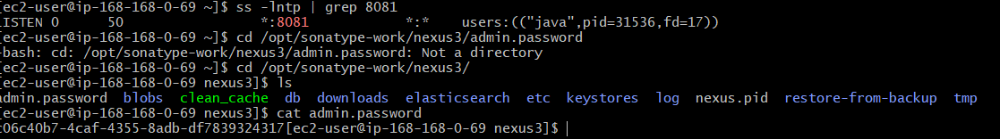 [ec2-user@ip-168-168-0-69 ~]$ ss -lntp | grep 8081
LISTEN 0      50                 *:8081             *:*    users:(("java",pid=31536,fd=17))
[ec2-user@ip-168-168-0-69 ~]$ cd /opt/sonatype-work/nexus3/admin.password
-bash: cd: /opt/sonatype-work/nexus3/admin.password: Not a directory
[ec2-user@ip-168-168-0-69 ~]$ cd /opt/sonatype-work/nexus3/
[ec2-user@ip-168-168-0-69 nexus3]$ ls
admin.password  blobs  clean_cache  db  downloads  elasticsearch  etc  keystores  log  nexus.pid  restore-from-backup  tmp
[ec2-user@ip-168-168-0-69 nexus3]$ cat admin.password
c06c40b7-4caf-4355-8adb-df7839324317[ec2-user@ip-168-168-0-69 nexus3]$